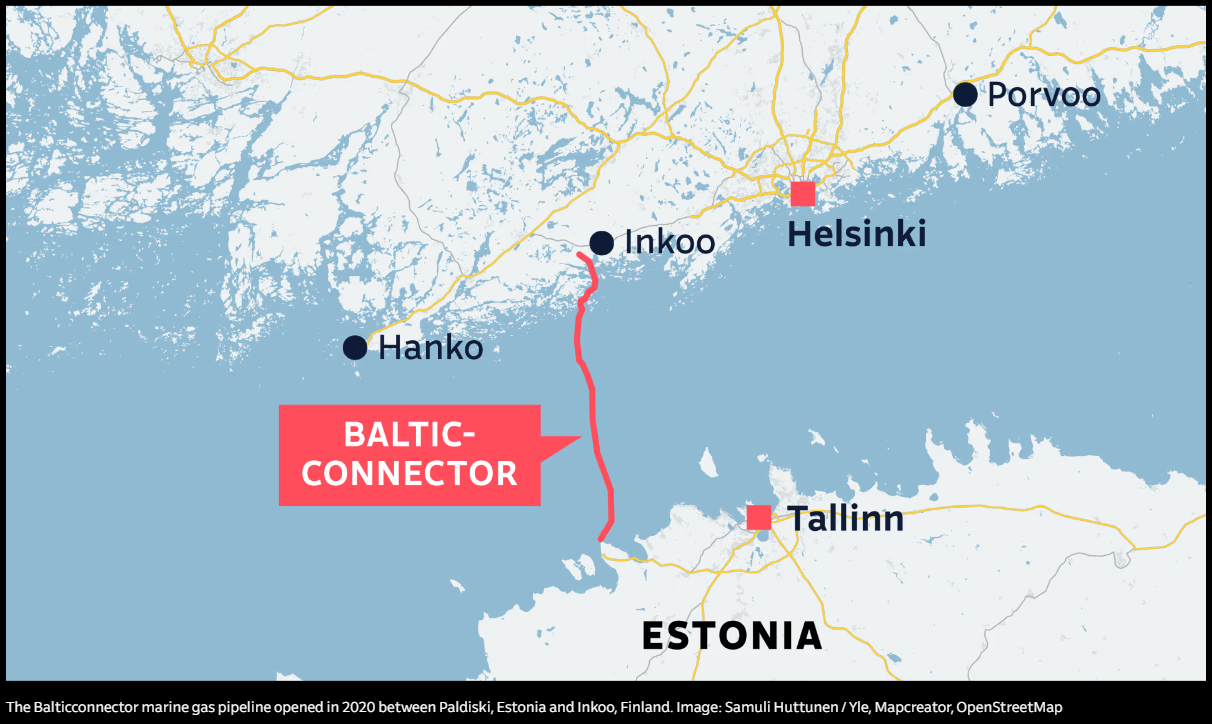 Porvoo
Helsinki
Inkoo
Hanko
BALTIC-
CONNECTOR
Tallinn
ESTONIA
The Balticconnector marine gas pipeline opened in 2020 between Paldiski, Estonia and Inkoo, Finland. Image: Samuli Huttunen / Yle, Mapcreator, OpenStreetMap